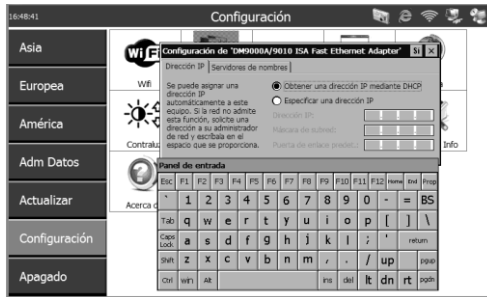 16:48:41
Configuración
Asia
Europea
América
Adm Datos
Actualizar
Configuración
Apagado
WiFi
Wifi
Info
Acerca
Configuración de 'DM9000A/9010 ISA Fast Ethernet Adapter'
Sí
Dirección IP
Servidores de nombres
Se puede asignar una
dirección IP
automáticamente a este
equipo. Si la red no admite
esta función, solicite una
dirección a su administrador
de red y escríbala en el
espacio que se proporciona.
Obtener una dirección IP mediante DHCP
Especificar una dirección IP
Dirección IP:
Máscara de subred:
Puerta de enlace predet.:
Panel de entrada
Esc F1 F2 F3 F4 F5 F6 F7 F8 F9 F10 F11 F12 Home End Prop
` 1 2 3 4 5 6 7 8 9 0 - = BS
Tab q w e r t y u i o p [ ] \
Caps Lock a s d f g h j k l ; ' return
Shift z x c v b n m , . / up pgup
Ctrl win Alt ins del lt dn rt pgdn